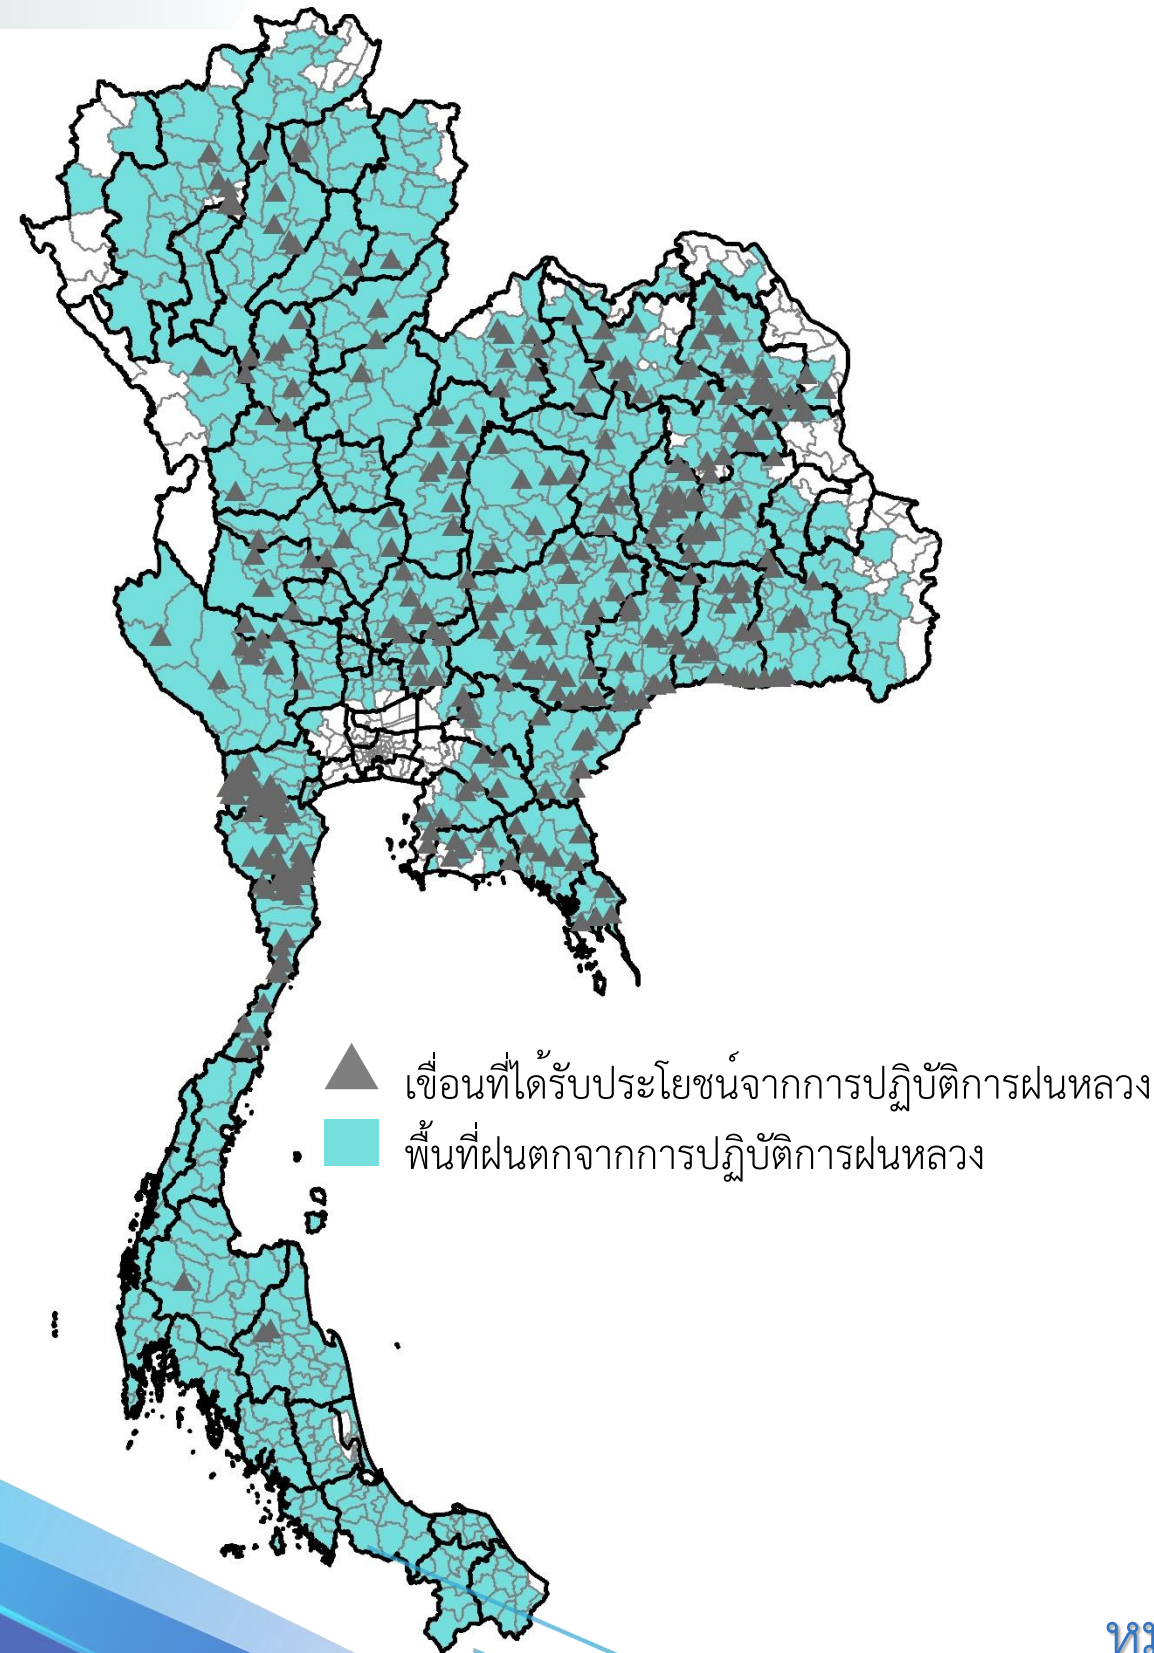 เขื่อนที่ได้รับประโยชน์จากการปฏิบัติการฝนหลวง
พื้นที่ฝนตกจากการปฏิบัติการฝนหลวง